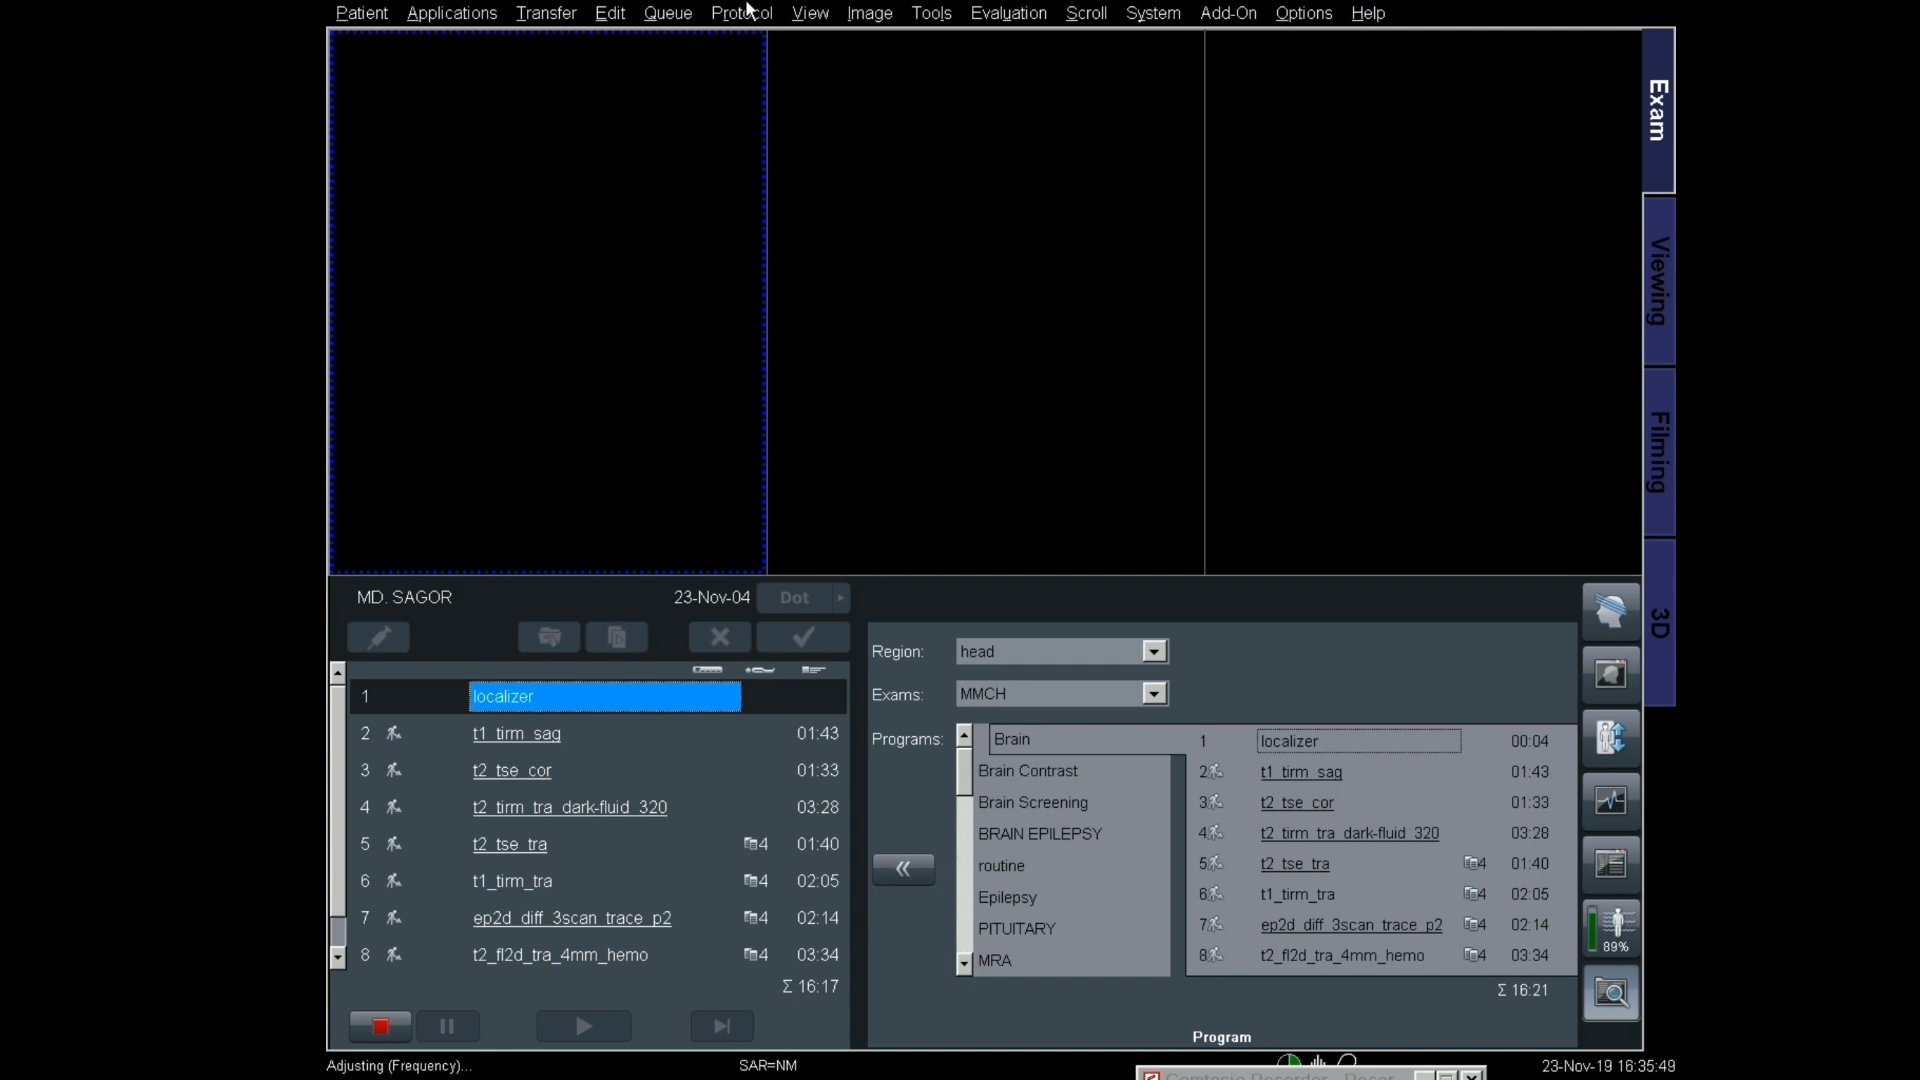 Patient Applications Transfer Edit Queue Protocol View Image Tools Evaluation Scroll System Add-On Options Help
Exam
Viewing
Filming
3D
MD. SAGOR 23-Nov-04 Dot
1 localizer
2 t1_tirm_sag 01:43
3 t2_tse_cor 01:33
4 t2_tirm_tra_dark-fluid_320 03:28
5 t2_tse_tra 4 01:40
6 t1_tirm_tra 4 02:05
7 ep2d_diff_3scan_trace_p2 4 02:14
8 t2_fl2d_tra_4mm_hemo 4 03:34
Σ 16:17
Region: head
Exams: MMCH
Programs:
Brain
Brain Contrast
Brain Screening
BRAIN EPILEPSY
routine
Epilepsy
PITUITARY
MRA
1 localizer 00:04
2 t1_tirm_sag 01:43
3 t2_tse_cor 01:33
4 t2_tirm_tra_dark-fluid_320 03:28
5 t2_tse_tra 4 01:40
6 t1_tirm_tra 4 02:05
7 ep2d_diff_3scan_trace_p2 4 02:14
8 t2_fl2d_tra_4mm_hemo 4 03:34
Σ 16:21
Program
89%
Adjusting (Frequency)... SAR=NM 23-Nov-19 16:35:49